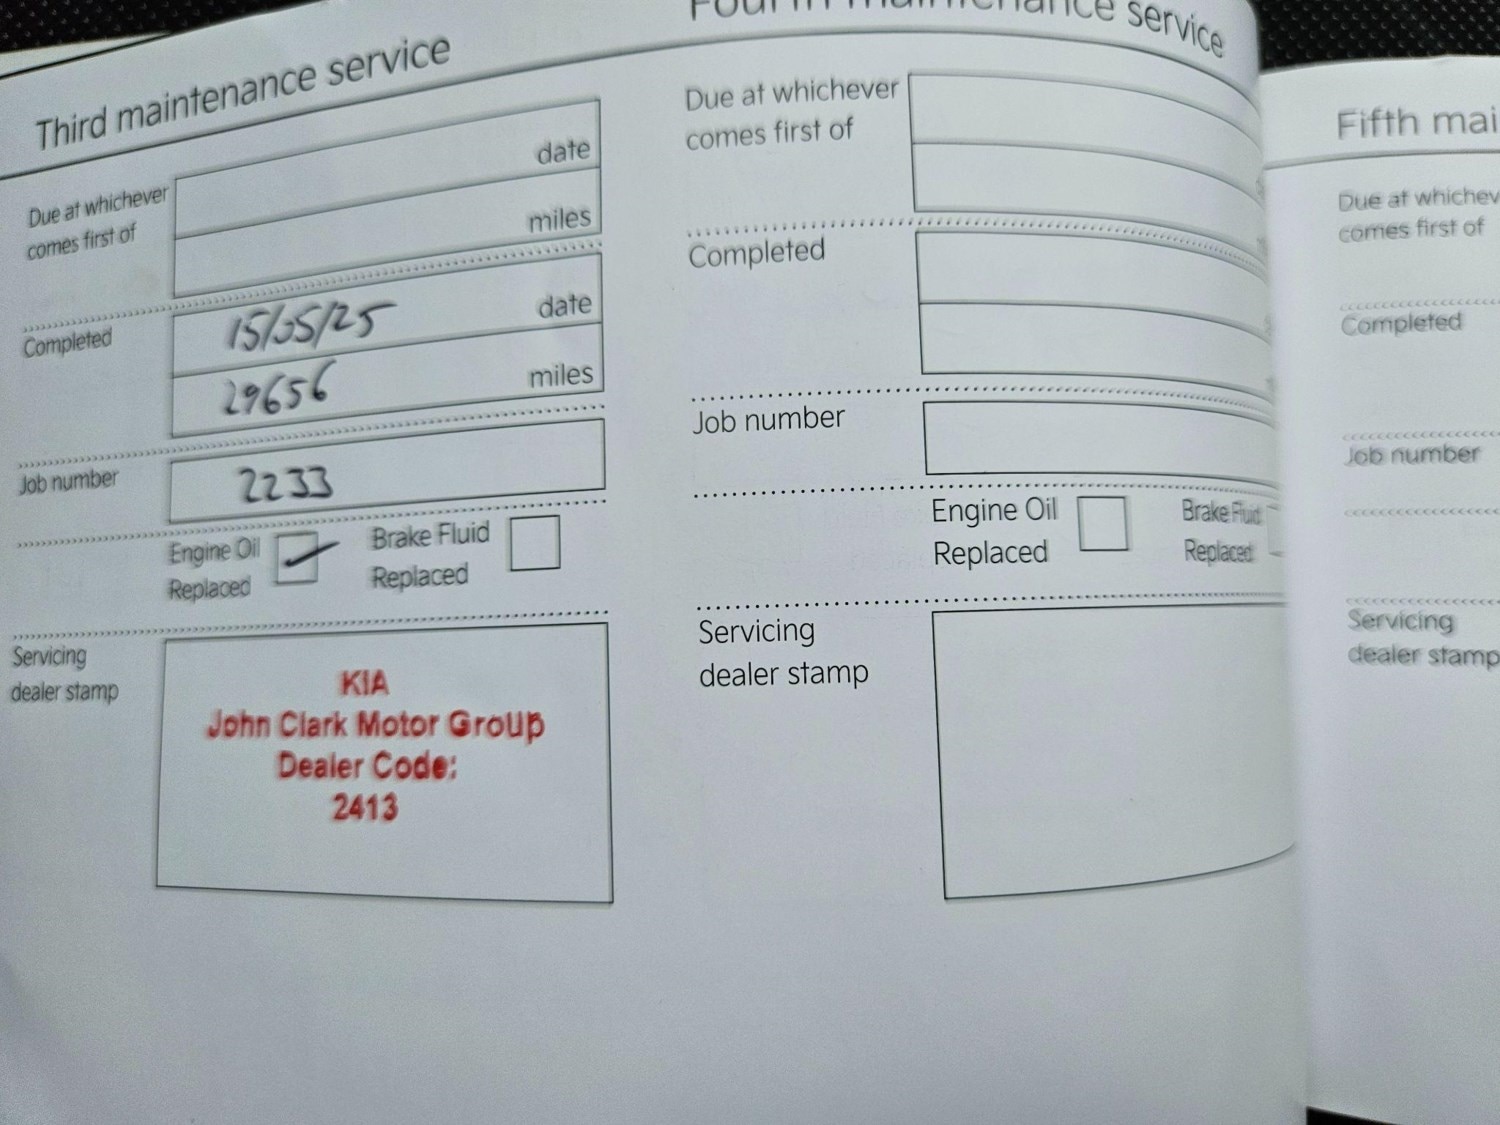 Third maintenance service
Due at whichever
comes first of
date
miles
Completed
15/05/25
date
29656
miles
Job number
2233
Engine Oil
Replaced
Brake Fluid
Replaced
Servicing
dealer stamp
KIA
John Clark Motor Group
Dealer Code:
2413
Fourth maintenance service
Due at whichever
comes first of
Completed
Job number
Engine Oil
Replaced
Brake Fluid
Replaced
Servicing
dealer stamp
Fifth mai
Due at whichev
comes first of
Completed
Job number
Servicing
dealer stamp